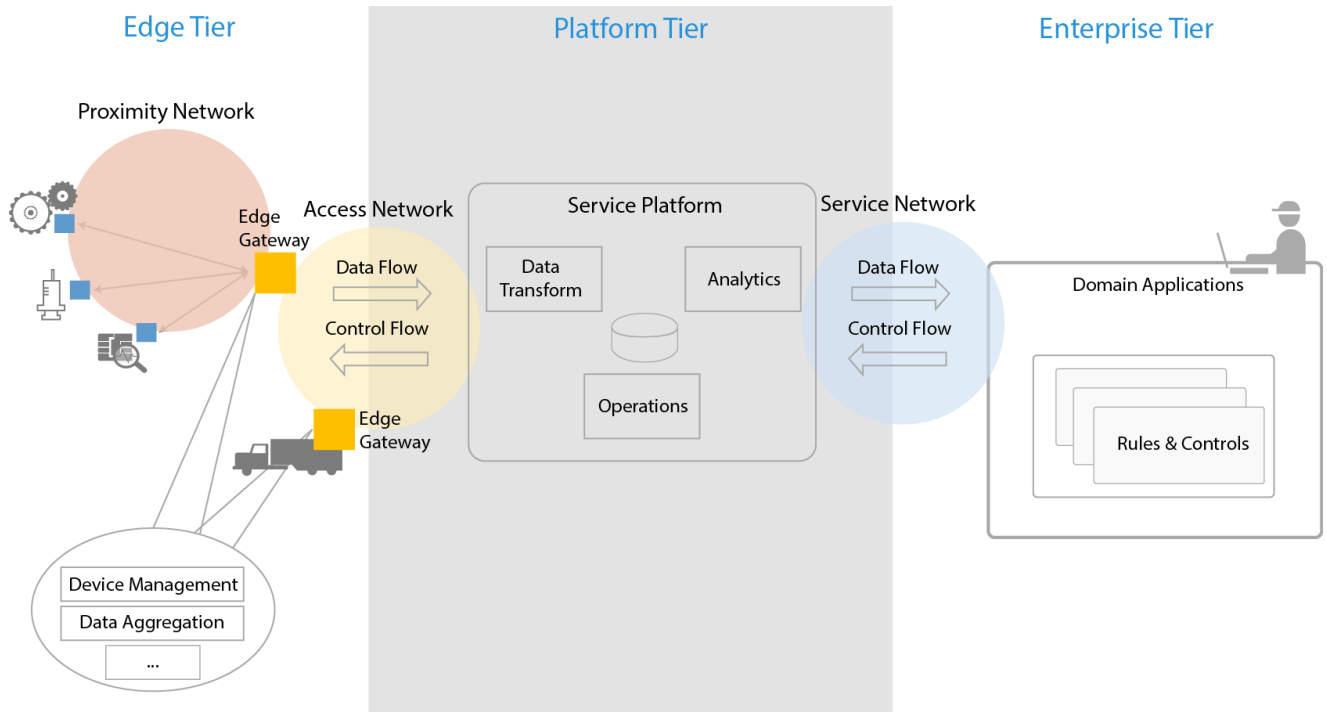 Edge Tier
Platform Tier
Enterprise Tier
Proximity Network
Edge
Gateway
Access Network
Data Flow
Control Flow
Edge
Gateway
Device Management
Data Aggregation
...
Service Platform
Data
Transform
Analytics
Operations
Service Network
Data Flow
Control Flow
Domain Applications
Rules & Controls